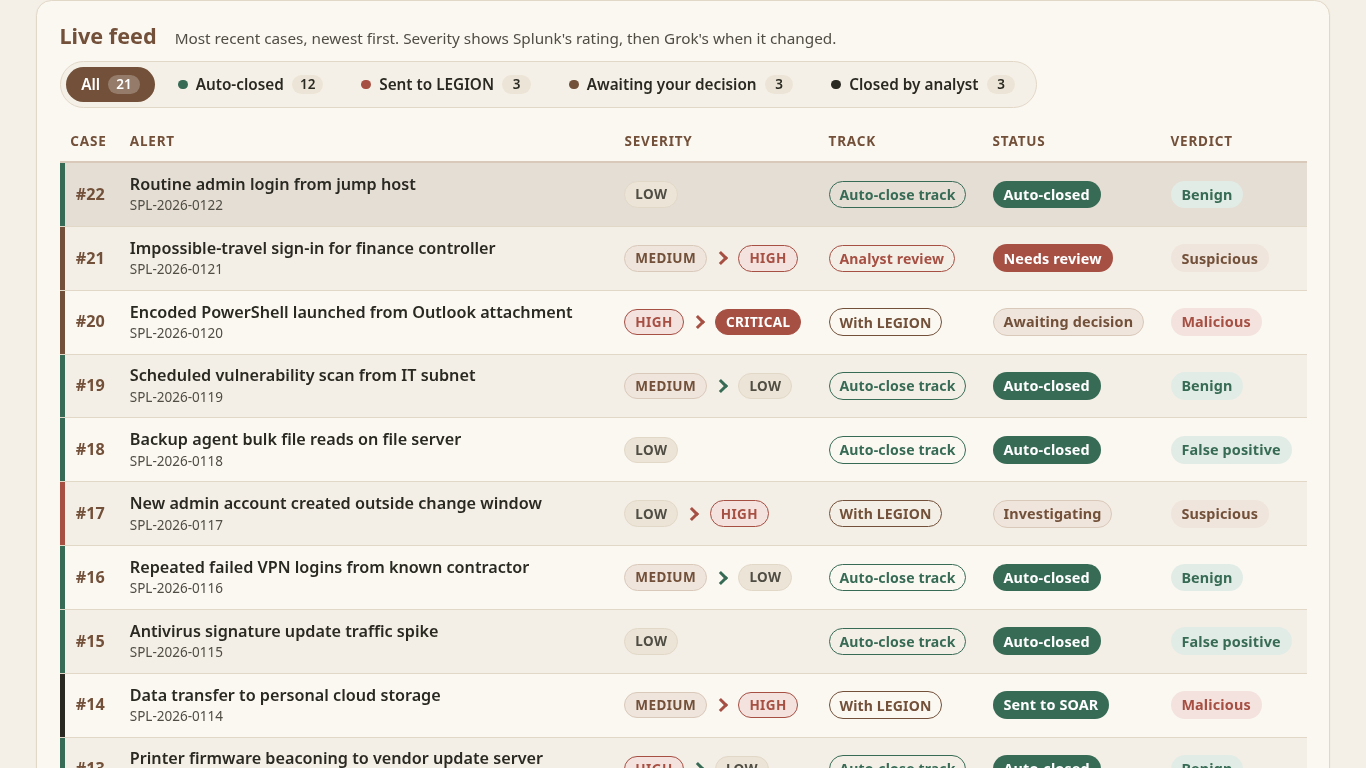 Live feed Most recent cases, newest first. Severity shows Splunk's rating, then Grok's when it changed.
All 21 Auto-closed 12 Sent to LEGION 3 Awaiting your decision 3 Closed by analyst 3
CASE ALERT SEVERITY TRACK STATUS VERDICT
#22 Routine admin login from jump host LOW Auto-close track Auto-closed Benign
SPL-2026-0122
#21 Impossible-travel sign-in for finance controller MEDIUM HIGH Analyst review Needs review Suspicious
SPL-2026-0121
#20 Encoded PowerShell launched from Outlook attachment HIGH CRITICAL With LEGION Awaiting decision Malicious
SPL-2026-0120
#19 Scheduled vulnerability scan from IT subnet MEDIUM LOW Auto-close track Auto-closed Benign
SPL-2026-0119
#18 Backup agent bulk file reads on file server LOW Auto-close track Auto-closed False positive
SPL-2026-0118
#17 New admin account created outside change window LOW HIGH With LEGION Investigating Suspicious
SPL-2026-0117
#16 Repeated failed VPN logins from known contractor MEDIUM LOW Auto-close track Auto-closed Benign
SPL-2026-0116
#15 Antivirus signature update traffic spike LOW Auto-close track Auto-closed False positive
SPL-2026-0115
#14 Data transfer to personal cloud storage MEDIUM HIGH With LEGION Sent to SOAR Malicious
SPL-2026-0114
#13 Printer firmware beaconing to vendor update server HIGH LOW Auto-close track Auto-closed Benign